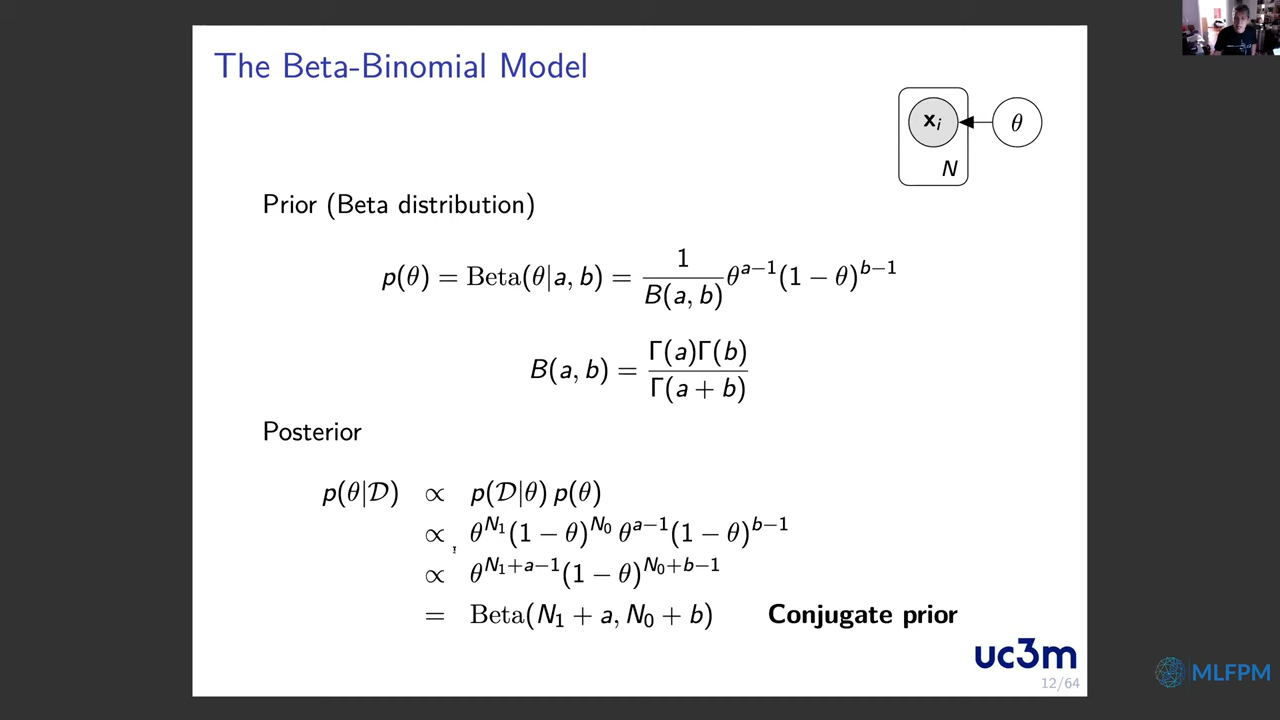 The Beta-Binomial Model
x_i
θ
N
Prior (Beta distribution)
p(θ) = Beta(θ|a, b) = 1/B(a, b) θ^{a−1}(1 − θ)^{b−1}
B(a, b) = Γ(a)Γ(b)/Γ(a + b)
Posterior
p(θ|𝒟) ∝ p(𝒟|θ) p(θ)
∝ θ^{N_1}(1 − θ)^{N_0} θ^{a−1}(1 − θ)^{b−1}
∝ θ^{N_1+a−1}(1 − θ)^{N_0+b−1}
= Beta(N_1 + a, N_0 + b) Conjugate prior
uc3m
12/64
MLFPM